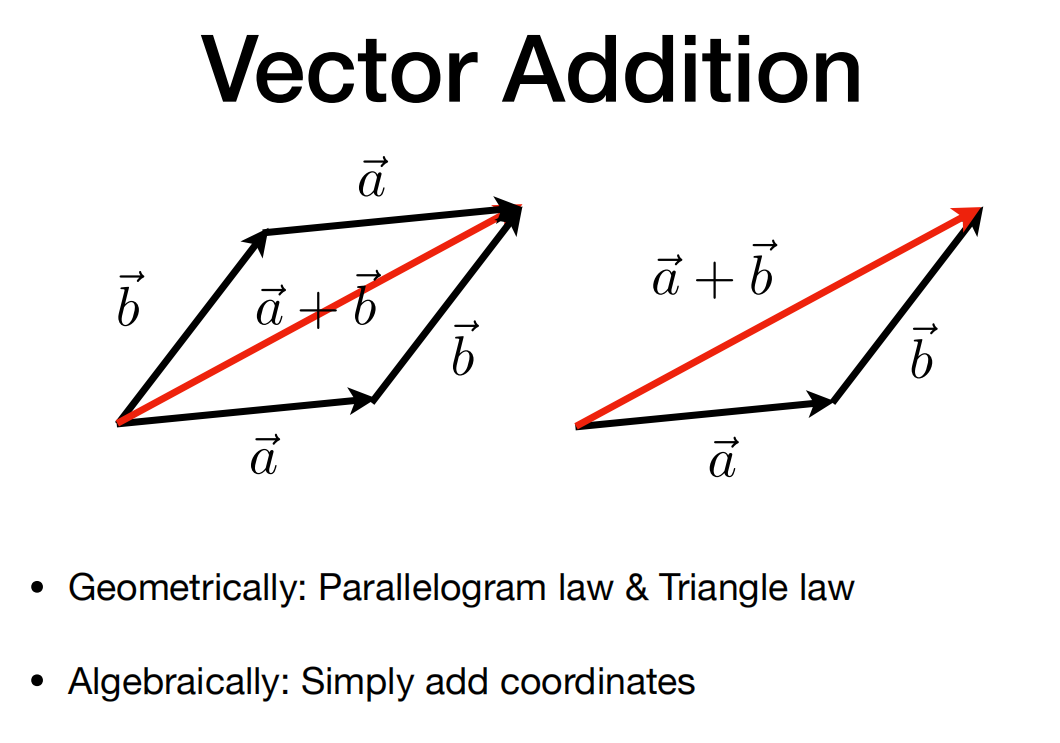 Vector Addition
$\vec{a}$
$\vec{b}$
$\vec{a} + \vec{b}$
$\vec{b}$
$\vec{a}$
$\vec{a} + \vec{b}$
$\vec{b}$
$\vec{a}$
• Geometrically: Parallelogram law & Triangle law
• Algebraically: Simply add coordinates